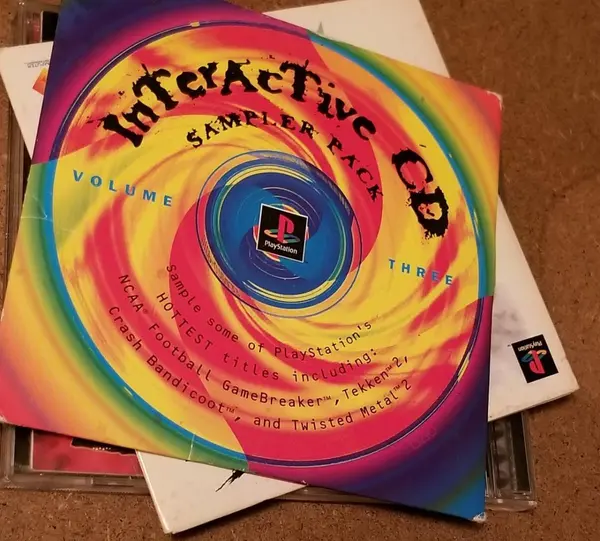 InTerAcTive CD
SAMPLER PACK
VOLUME
THREE
PlayStation
Sample some of PlayStation's
HOTTEST titles including:
NCAA® Football GameBreaker™, Tekken™2,
Crash Bandicoot™, and Twisted Metal™2
PlayStation